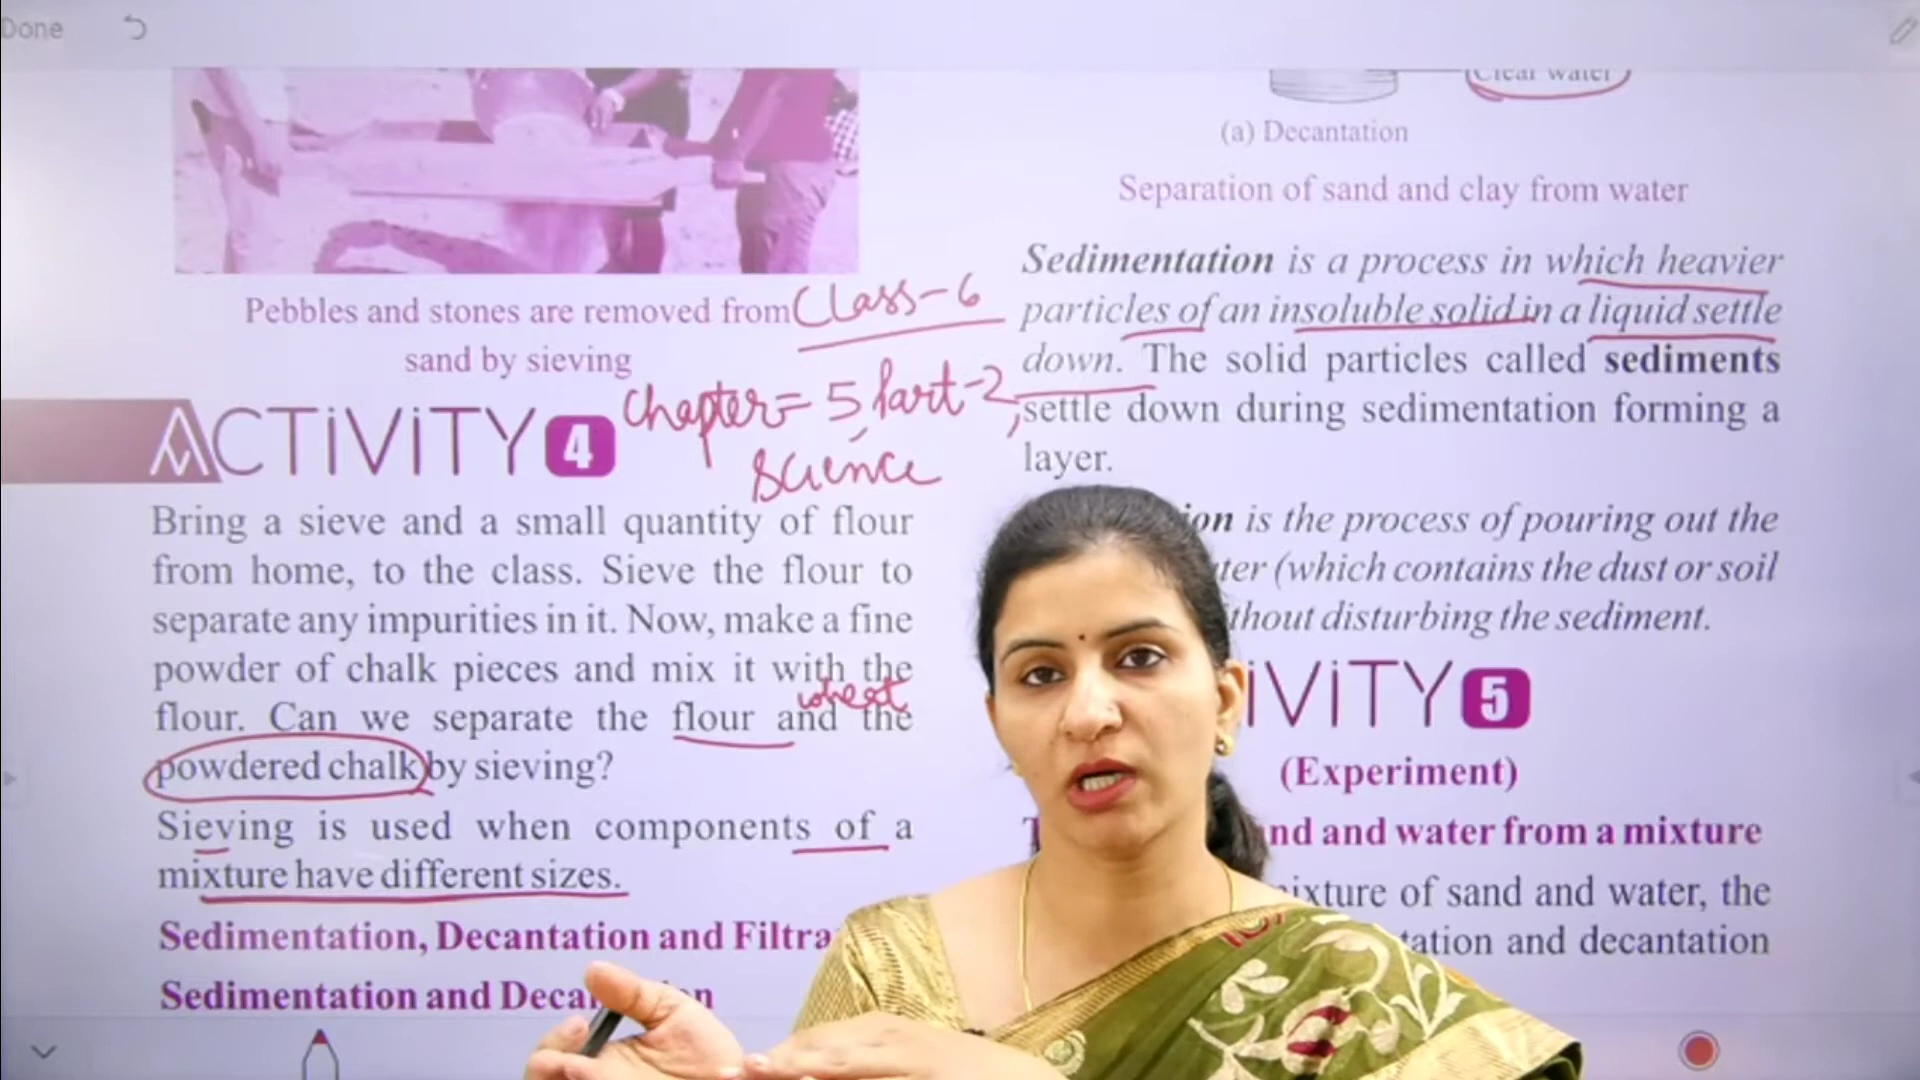 Done
Pebbles and stones are removed from
sand by sieving
Class-6
Chapter=5, Part-2,
Science
ACTiViTY 4
Bring a sieve and a small quantity of flour
from home, to the class. Sieve the flour to
separate any impurities in it. Now, make a fine
powder of chalk pieces and mix it with the
wheat
flour. Can we separate the flour and the
powdered chalk by sieving?
Sieving is used when components of a
mixture have different sizes.
Sedimentation, Decantation and Filtra
Sedimentation and Deca n
Clear water
(a) Decantation
Separation of sand and clay from water
Sedimentation is a process in which heavier
particles of an insoluble solid in a liquid settle
down. The solid particles called sediments
settle down during sedimentation forming a
layer.
ion is the process of pouring out the
ter (which contains the dust or soil
thout disturbing the sediment.
iViTY 5
(Experiment)
T nd and water from a mixture
ixture of sand and water, the
tation and decantation